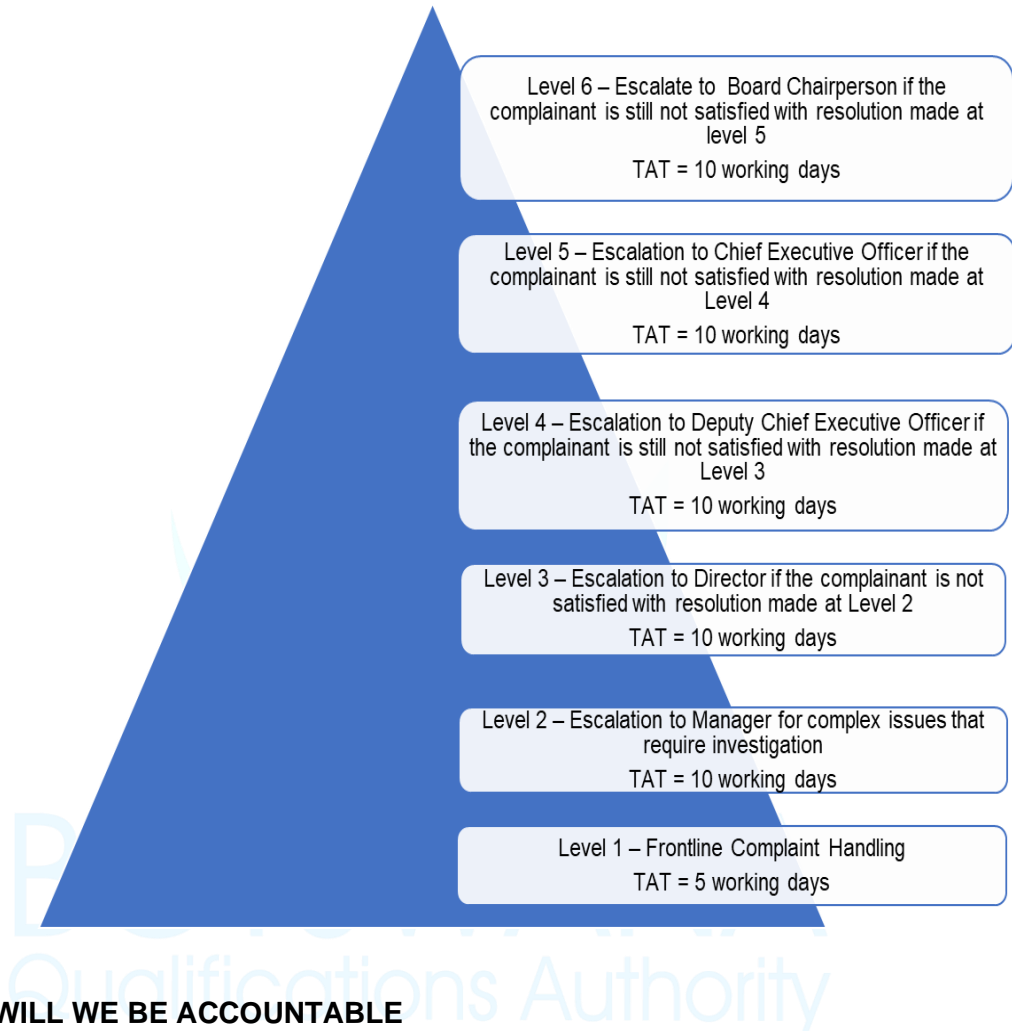 Level 6 – Escalate to Board Chairperson if the
complainant is still not satisfied with resolution made at
level 5
TAT = 10 working days
Level 5 – Escalation to Chief Executive Officer if the
complainant is still not satisfied with resolution made at
Level 4
TAT = 10 working days
Level 4 – Escalation to Deputy Chief Executive Officer if
the complainant is still not satisfied with resolution made at
Level 3
TAT = 10 working days
Level 3 – Escalation to Director if the complainant is not
satisfied with resolution made at Level 2
TAT = 10 working days
Level 2 – Escalation to Manager for complex issues that
require investigation
TAT = 10 working days
Level 1 – Frontline Complaint Handling
TAT = 5 working days
Qualifications Authority
WILL WE BE ACCOUNTABLE